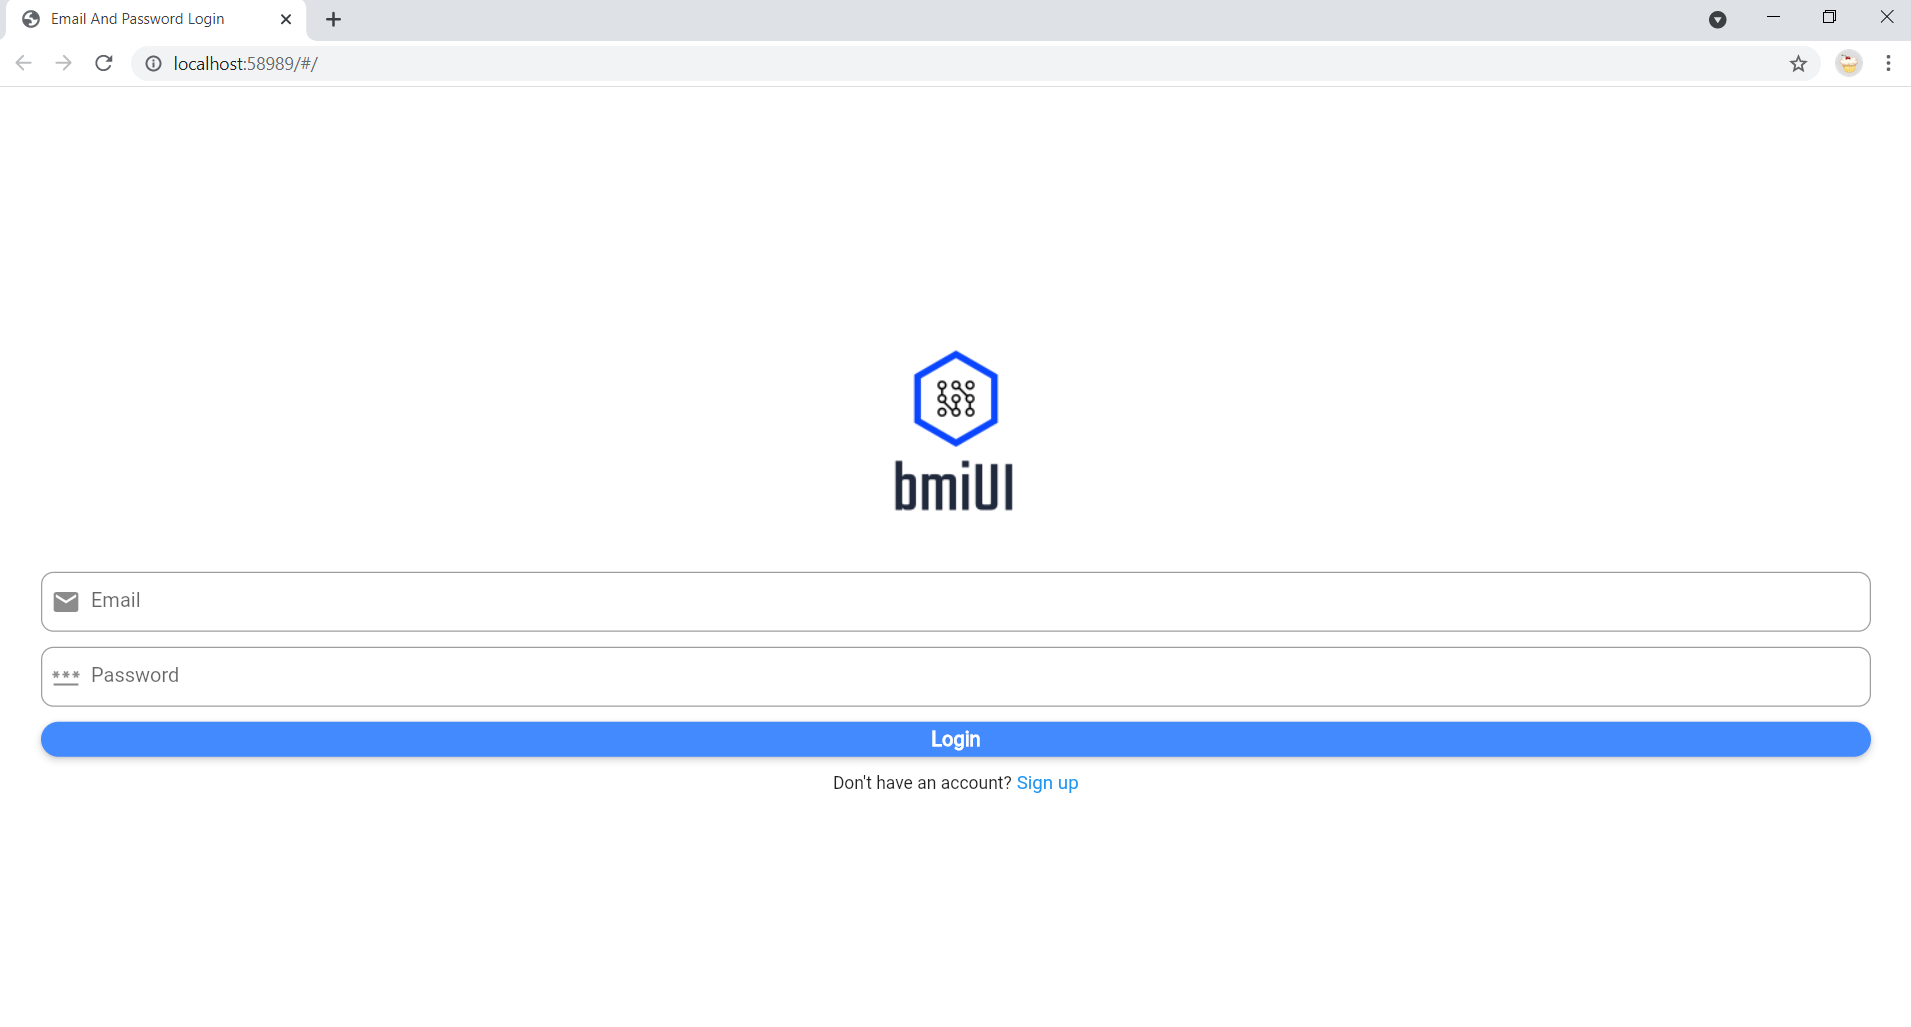 Email And Password Login
localhost:58989/#/
bmiUI
Email
*** Password
Login
Don't have an account? Sign up